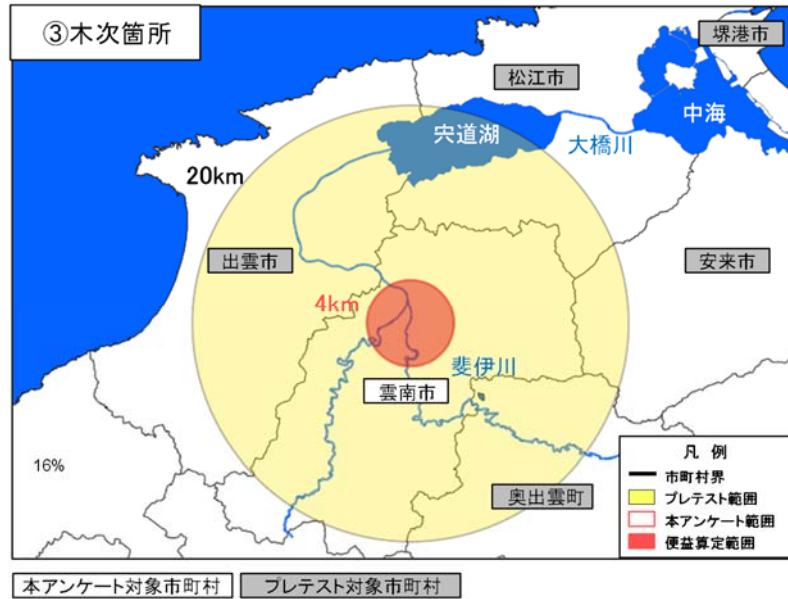 ③木次箇所
堺港市
松江市
中海
宍道湖
大橋川
20km
出雲市
安来市
4km
斐伊川
雲南市
16%
奥出雲町
凡 例
市町村界
プレテスト範囲
本アンケート範囲
便益算定範囲
本アンケート対象市町村
プレテスト対象市町村